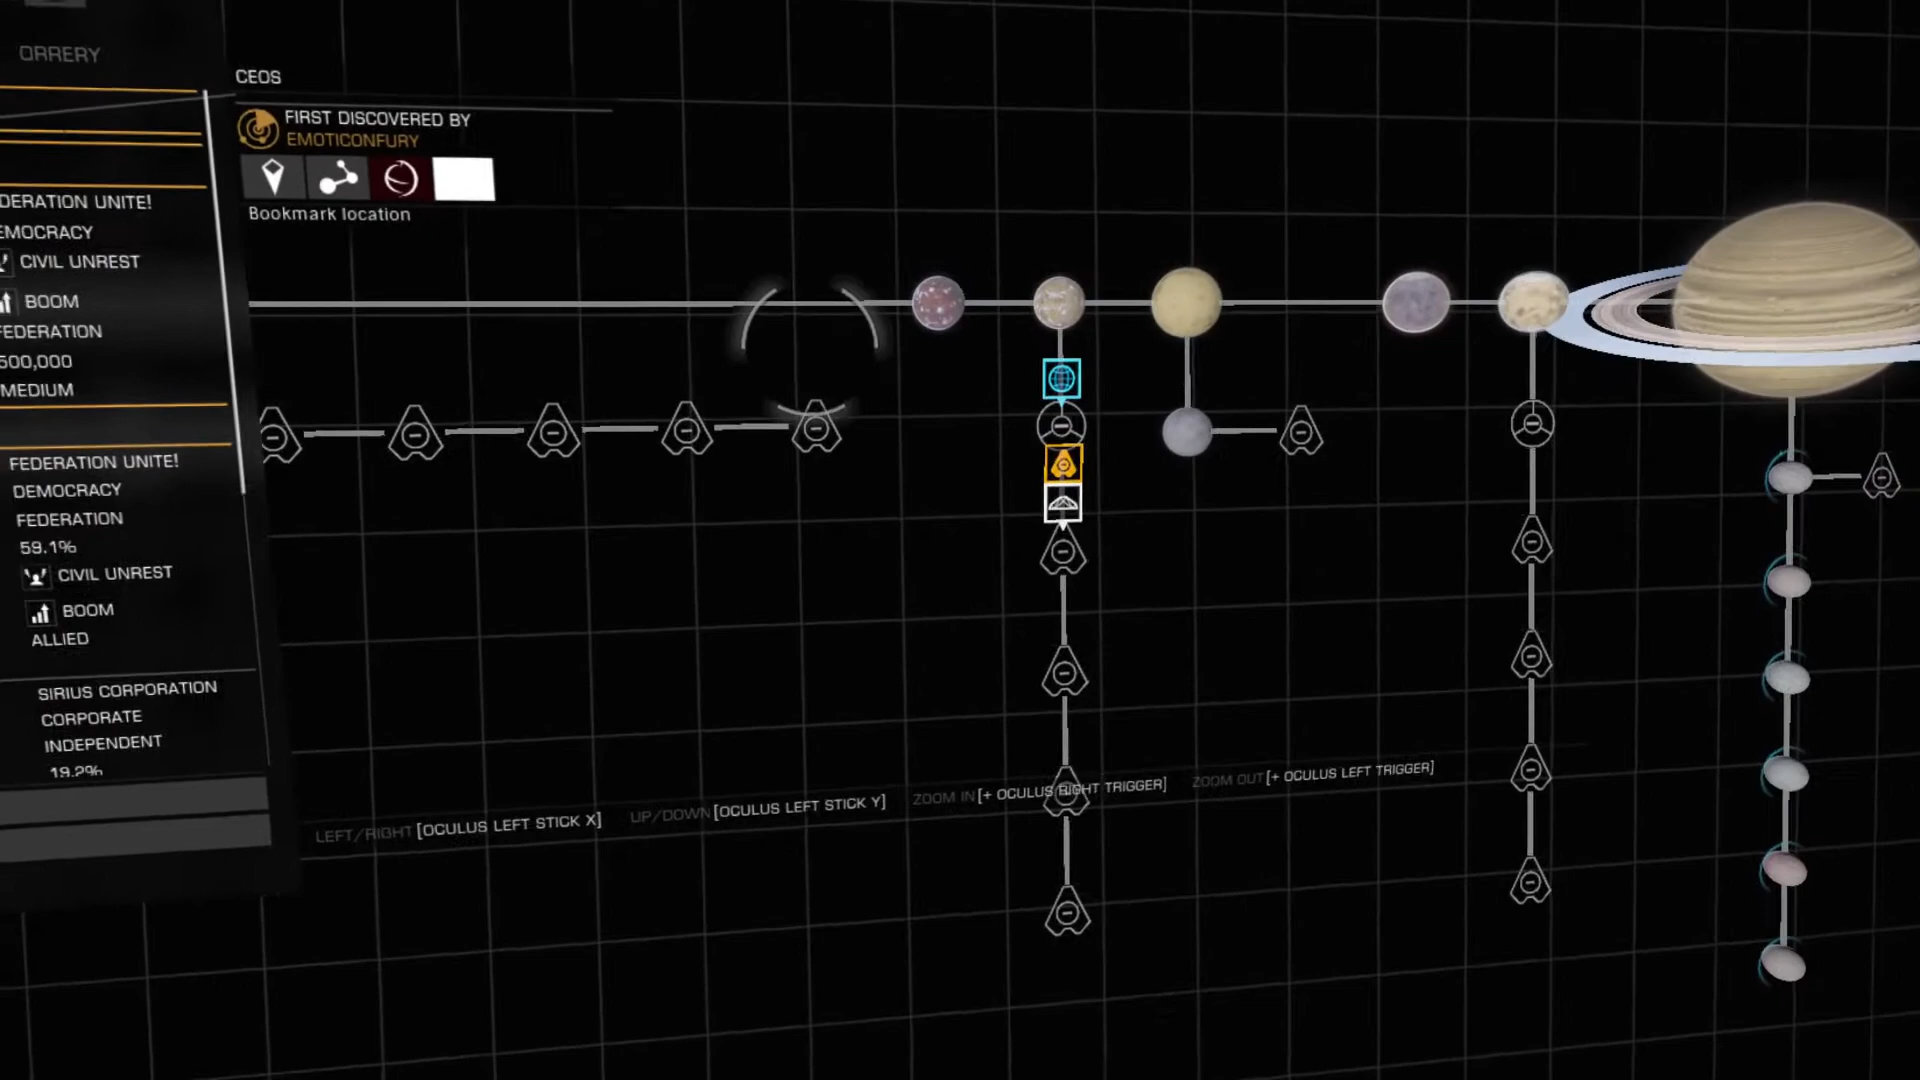 ORRERY
DERATION UNITE!
EMOCRACY
CIVIL UNREST
BOOM
FEDERATION
500,000
MEDIUM
FEDERATION UNITE!
DEMOCRACY
FEDERATION
59.1%
CIVIL UNREST
BOOM
ALLIED
SIRIUS CORPORATION
CORPORATE
INDEPENDENT
19.2%
CEOS
FIRST DISCOVERED BY
EMOTICONFURY
Bookmark location
LEFT/RIGHT [OCULUS LEFT STICK X] UP/DOWN [OCULUS LEFT STICK Y] ZOOM IN [+ OCULUS RIGHT TRIGGER] ZOOM OUT [+ OCULUS LEFT TRIGGER]